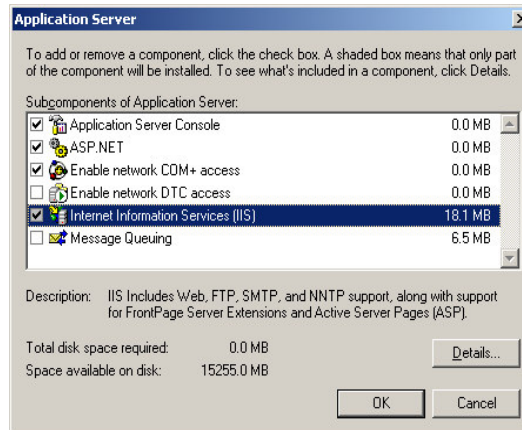 Application Server
To add or remove a component, click the check box. A shaded box means that only part
of the component will be installed. To see what's included in a component, click Details.
Subcomponents of Application Server:
Application Server Console 0.0 MB
ASP.NET 0.0 MB
Enable network COM+ access 0.0 MB
Enable network DTC access 0.0 MB
Internet Information Services (IIS) 18.1 MB
Message Queuing 6.5 MB
Description: IIS Includes Web, FTP, SMTP, and NNTP support, along with support
for FrontPage Server Extensions and Active Server Pages (ASP).
Total disk space required: 0.0 MB
Space available on disk: 15255.0 MB
Details...
OK Cancel